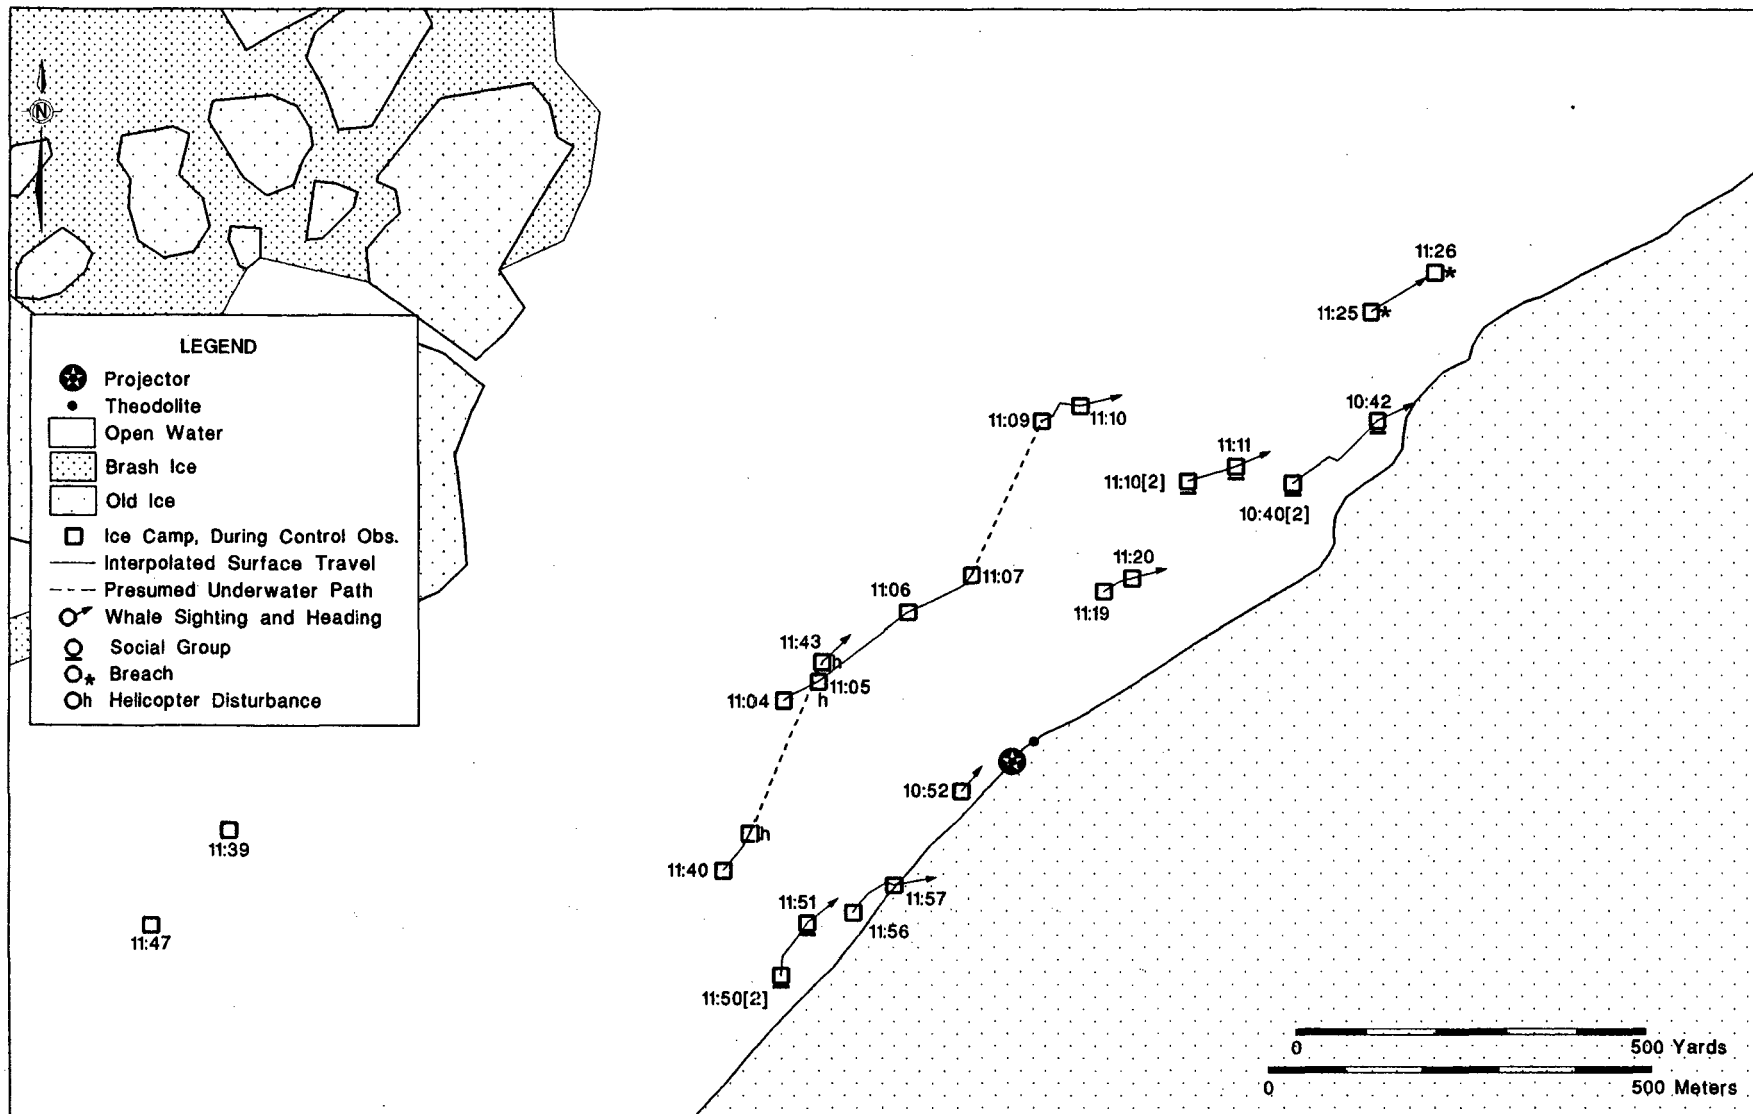 N
11:26
11:25 *
*
LEGEND
Projector
Theodolite
Open Water
Brash Ice
Old Ice
Ice Camp, During Control Obs.
Interpolated Surface Travel
Presumed Underwater Path
Whale Sighting and Heading
Social Group
* Breach
h Helicopter Disturbance
10:42
11:09
11:10
11:11
11:10[2]
10:40[2]
11:07
11:20
11:06
11:19
11:43
h
11:04
11:05
h
10:52
h
11:39
11:40
11:57
11:51
11:56
11:47
11:50[2]
0 500 Yards
0 500 Meters